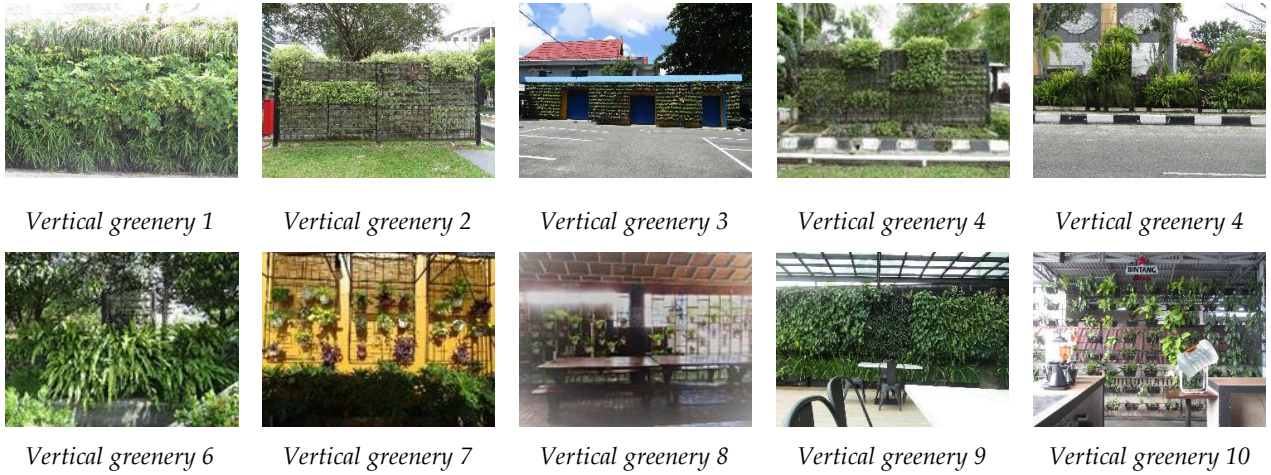 Vertical greenery 1
Vertical greenery 2
Vertical greenery 3
Vertical greenery 4
Vertical greenery 4
BINTANG
Vertical greenery 6
Vertical greenery 7
Vertical greenery 8
Vertical greenery 9
Vertical greenery 10